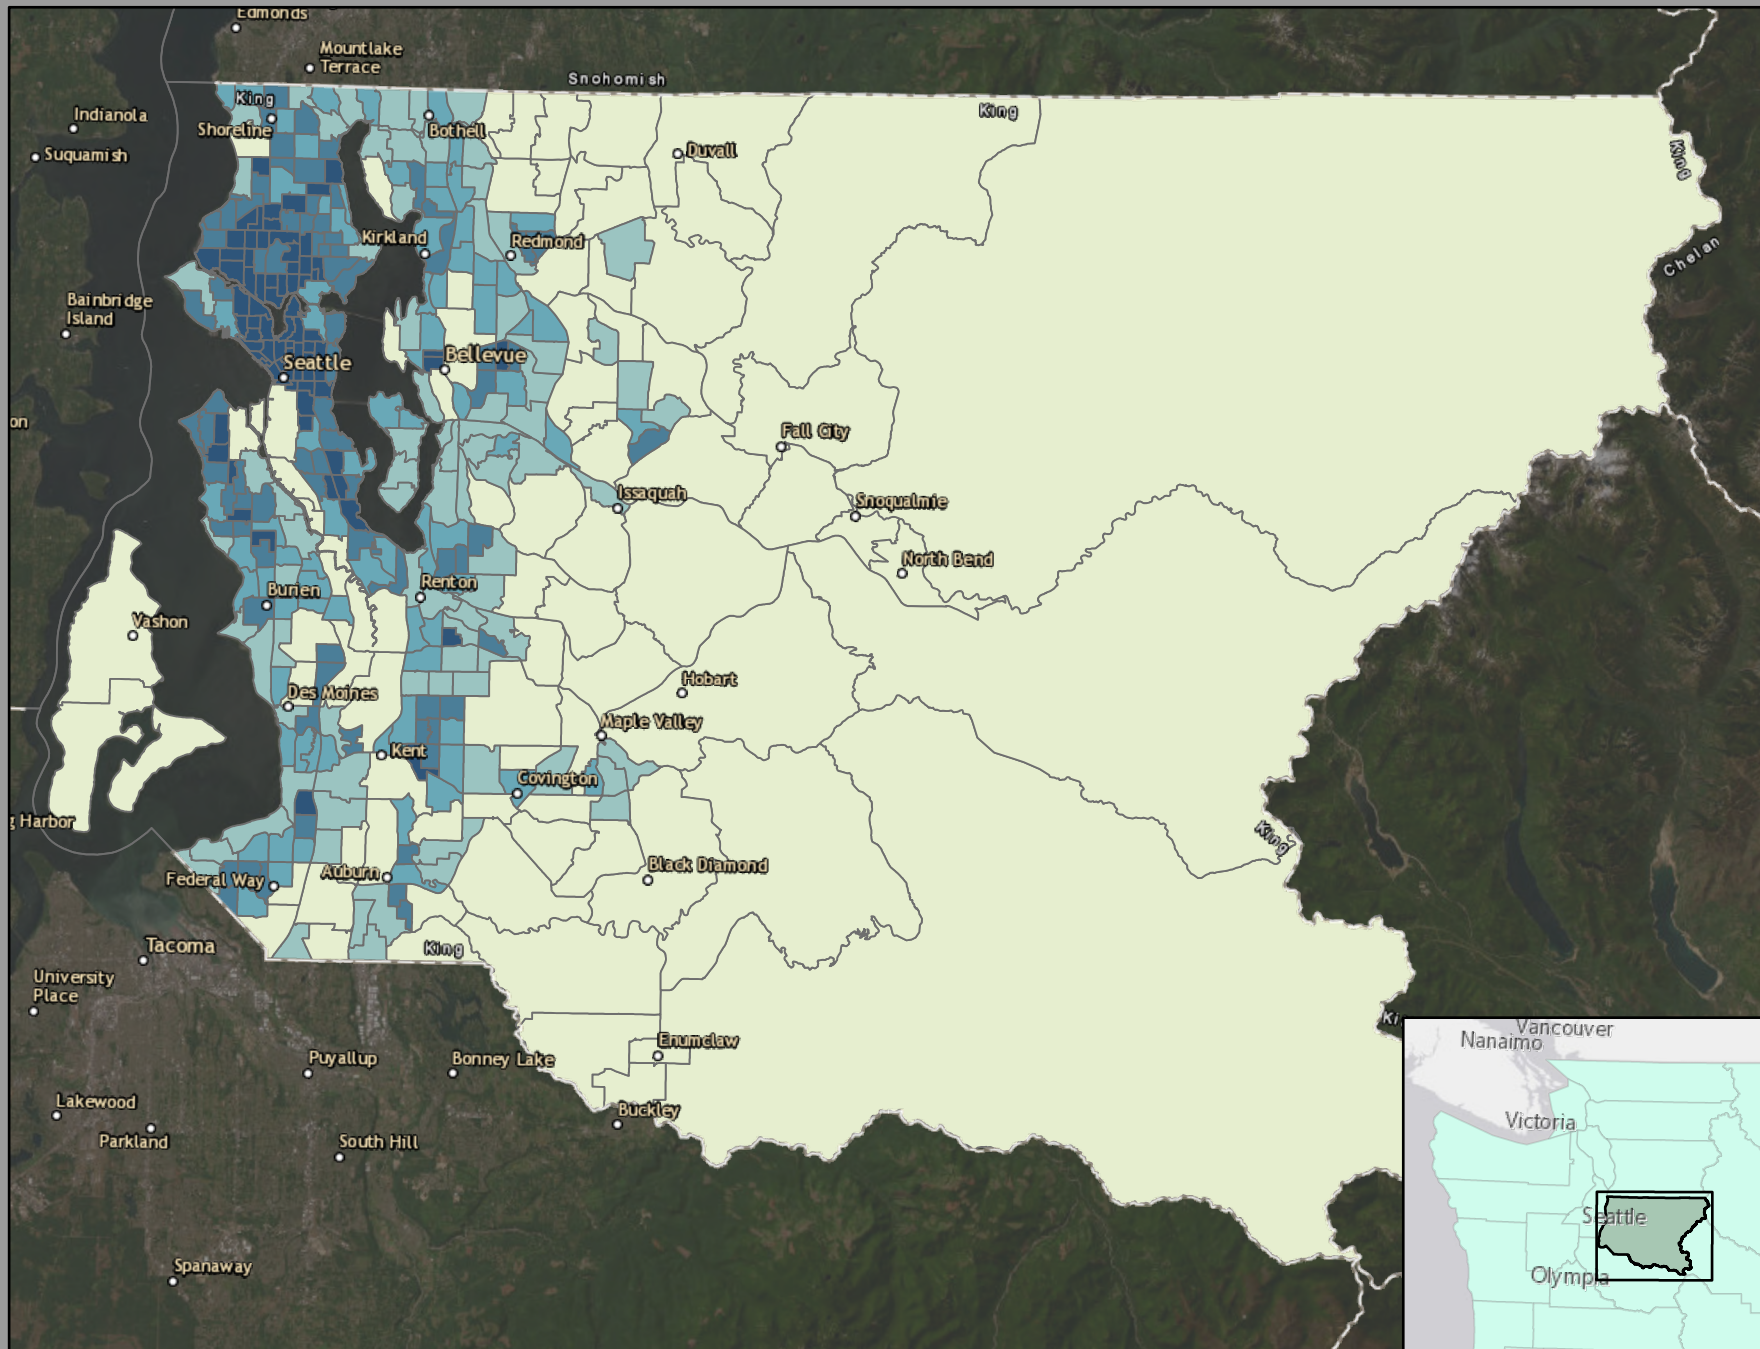 Edmonds
Mountlake
Terrace
Snohomish
King
King
Indianola
Shoreline
Bothell
Suquamish
Duvall
King
Kirkland
Redmond
Chelan
Bainbridge
Island
Seattle
Bellevue
on
Fall City
Issaquah
Snoqualmie
North Bend
Renton
Burien
Vashon
Hobart
Des Moines
Maple Valley
Kent
Covington
g Harbor
King
Black Diamond
Auburn
Federal Way
Tacoma
King
University
Place
Ki
Vancouver
Nanaimo
Enumclaw
Puyallup
Bonney Lake
Lakewood
Buckley
Victoria
Parkland
South Hill
Seattle
Spanaway
Olympia